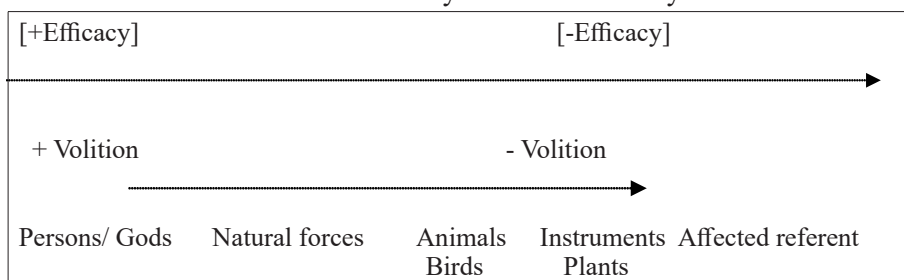 [+Efficacy] [-Efficacy]
+ Volition - Volition
Persons/ Gods Natural forces Animals Instruments Affected referent
Birds Plants